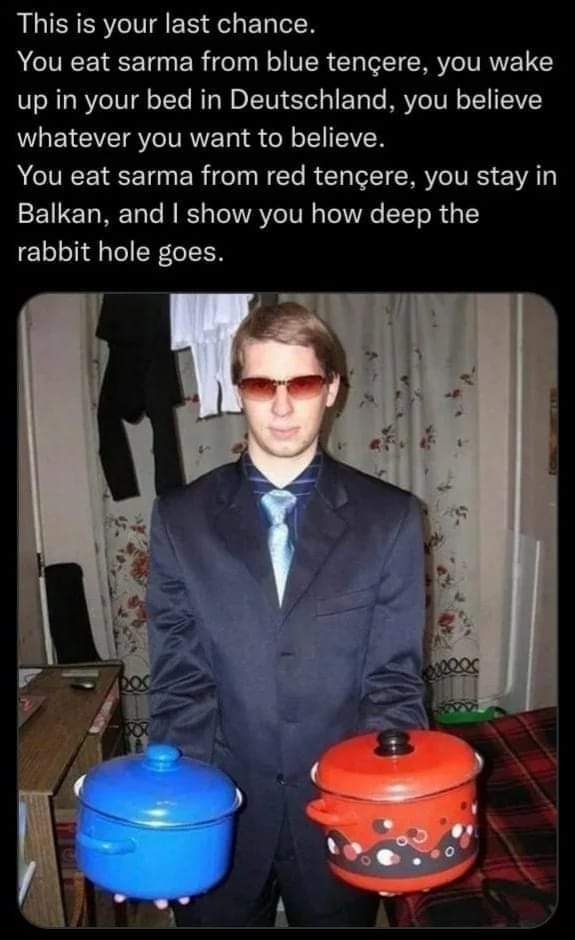 This is your last chance.
You eat sarma from blue tençere, you wake
up in your bed in Deutschland, you believe
whatever you want to believe.
You eat sarma from red tençere, you stay in
Balkan, and I show you how deep the
rabbit hole goes.